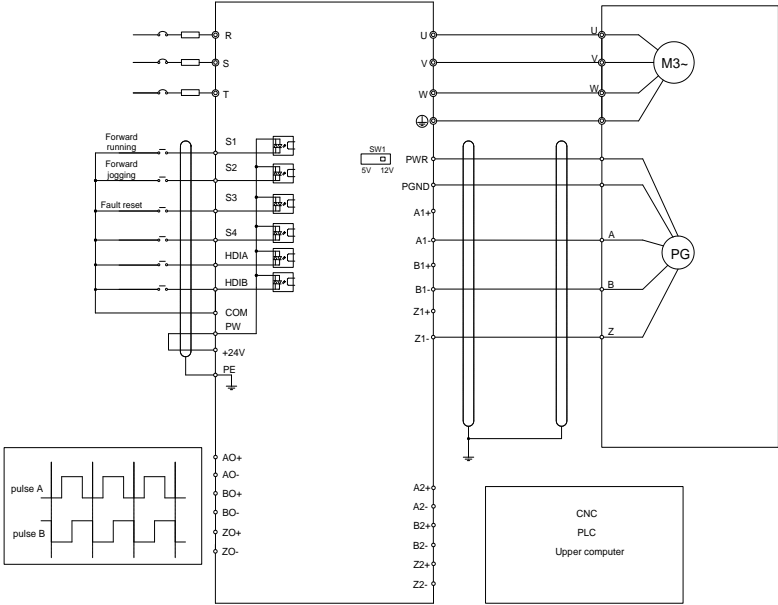 R
S
T
U
V
W
U
V
W
M3~
Forward
running
S1
Forward
jogging
S2
Fault reset
S3
S4
HDIA
HDIB
COM
PW
+24V
PE
SW1
5V 12V
PWR
PGND
A1+
A1-
B1+
B1-
Z1+
Z1-
A
B
Z
PG
pulse A
pulse B
AO+
AO-
BO+
BO-
ZO+
ZO-
A2+
A2-
B2+
B2-
Z2+
Z2-
CNC
PLC
Upper computer